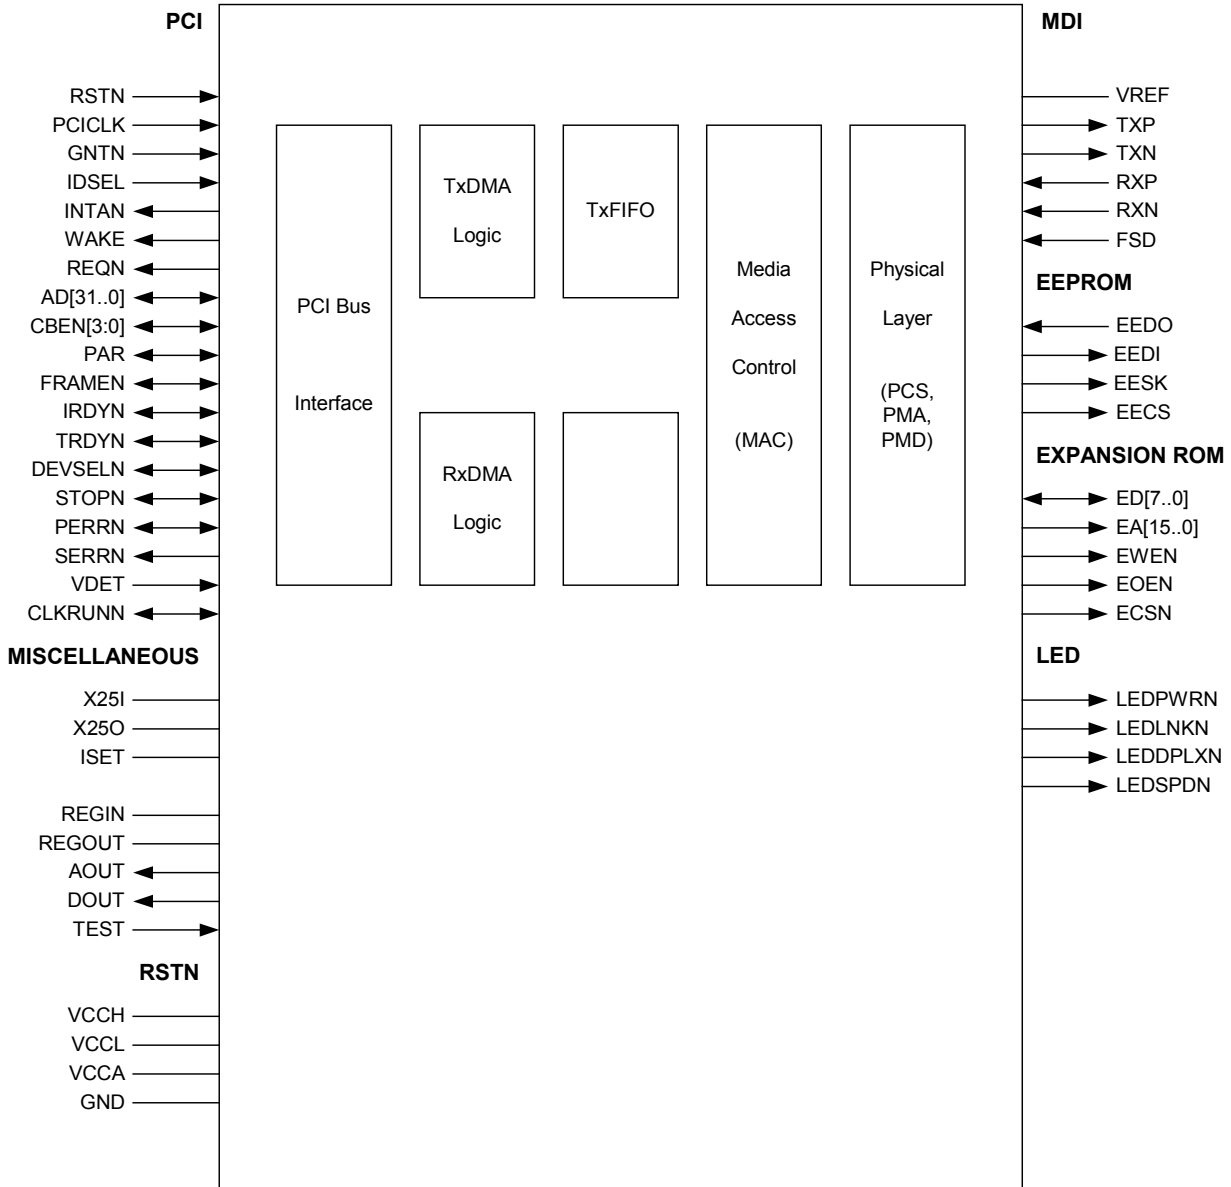 PCI
RSTN
PCICLK
GNTN
IDSEL
INTAN
WAKE
REQN
AD[31..0]
CBEN[3:0]
PAR
FRAMEN
IRDYN
TRDYN
DEVSELN
STOPN
PERRN
SERRN
VDET
CLKRUNN
MISCELLANEOUS
X25I
X25O
ISET
REGIN
REGOUT
AOUT
DOUT
TEST
RSTN
VCCH
VCCL
VCCA
GND
PCI Bus
Interface
TxDMA
Logic
TxFIFO
RxDMA
Logic
Media
Access
Control
(MAC)
Physical
Layer
(PCS,
PMA,
PMD)
MDI
VREF
TXP
TXN
RXP
RXN
FSD
EEPROM
EEDO
EEDI
EESK
EECS
EXPANSION ROM
ED[7..0]
EA[15..0]
EWEN
EOEN
ECSN
LED
LEDPWRN
LEDLNKN
LEDDPLXN
LEDSPDN